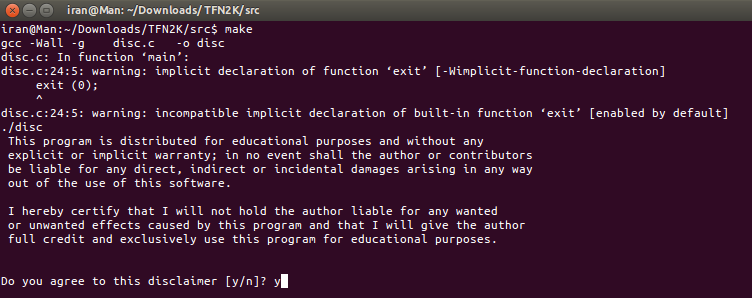 iran@Man: ~/Downloads/TFN2K/src
iran@Man:~/Downloads/TFN2K/src$ make
gcc -Wall -g    disc.c   -o disc
disc.c: In function ‘main’:
disc.c:24:5: warning: implicit declaration of function ‘exit’ [-Wimplicit-function-declaration]
     exit (0);
     ^
disc.c:24:5: warning: incompatible implicit declaration of built-in function ‘exit’ [enabled by default]
./disc
 This program is distributed for educational purposes and without any
 explicit or implicit warranty; in no event shall the author or contributors
 be liable for any direct, indirect or incidental damages arising in any way
 out of the use of this software.
 I hereby certify that I will not hold the author liable for any wanted
 or unwanted effects caused by this program and that I will give the author
 full credit and exclusively use this program for educational purposes.
Do you agree to this disclaimer [y/n]? y